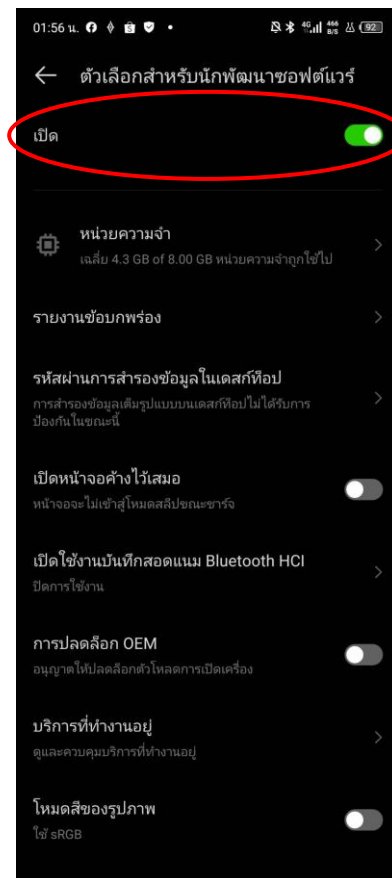 01:56 น.
4G 466 B/S 92
ตัวเลือกสำหรับนักพัฒนาซอฟต์แวร์
เปิด
หน่วยความจำ
เฉลี่ย 4.3 GB of 8.00 GB หน่วยความจำถูกใช้ไป
รายงานข้อบกพร่อง
รหัสผ่านการสำรองข้อมูลในเดสก์ท็อป
การสำรองข้อมูลเต็มรูปแบบบนเดสก์ท็อปไม่ได้รับการ
ป้องกันในขณะนี้
เปิดหน้าจอค้างไว้เสมอ
หน้าจอจะไม่เข้าสู่โหมดสลีปขณะชาร์จ
เปิดใช้งานบันทึกสอดแนม Bluetooth HCI
ปิดการใช้งาน
การปลดล็อก OEM
อนุญาตให้ปลดล็อกตัวโหลดการเปิดเครื่อง
บริการที่ทำงานอยู่
ดูและควบคุมบริการที่ทำงานอยู่
โหมดสีของรูปภาพ
ใช้ sRGB